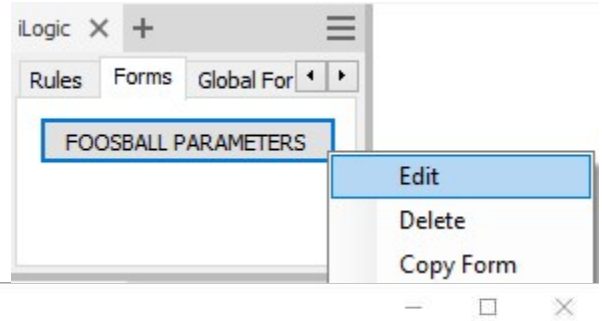 iLogic
Rules Forms Global For
FOOSBALL PARAMETERS
Edit
Delete
Copy Form